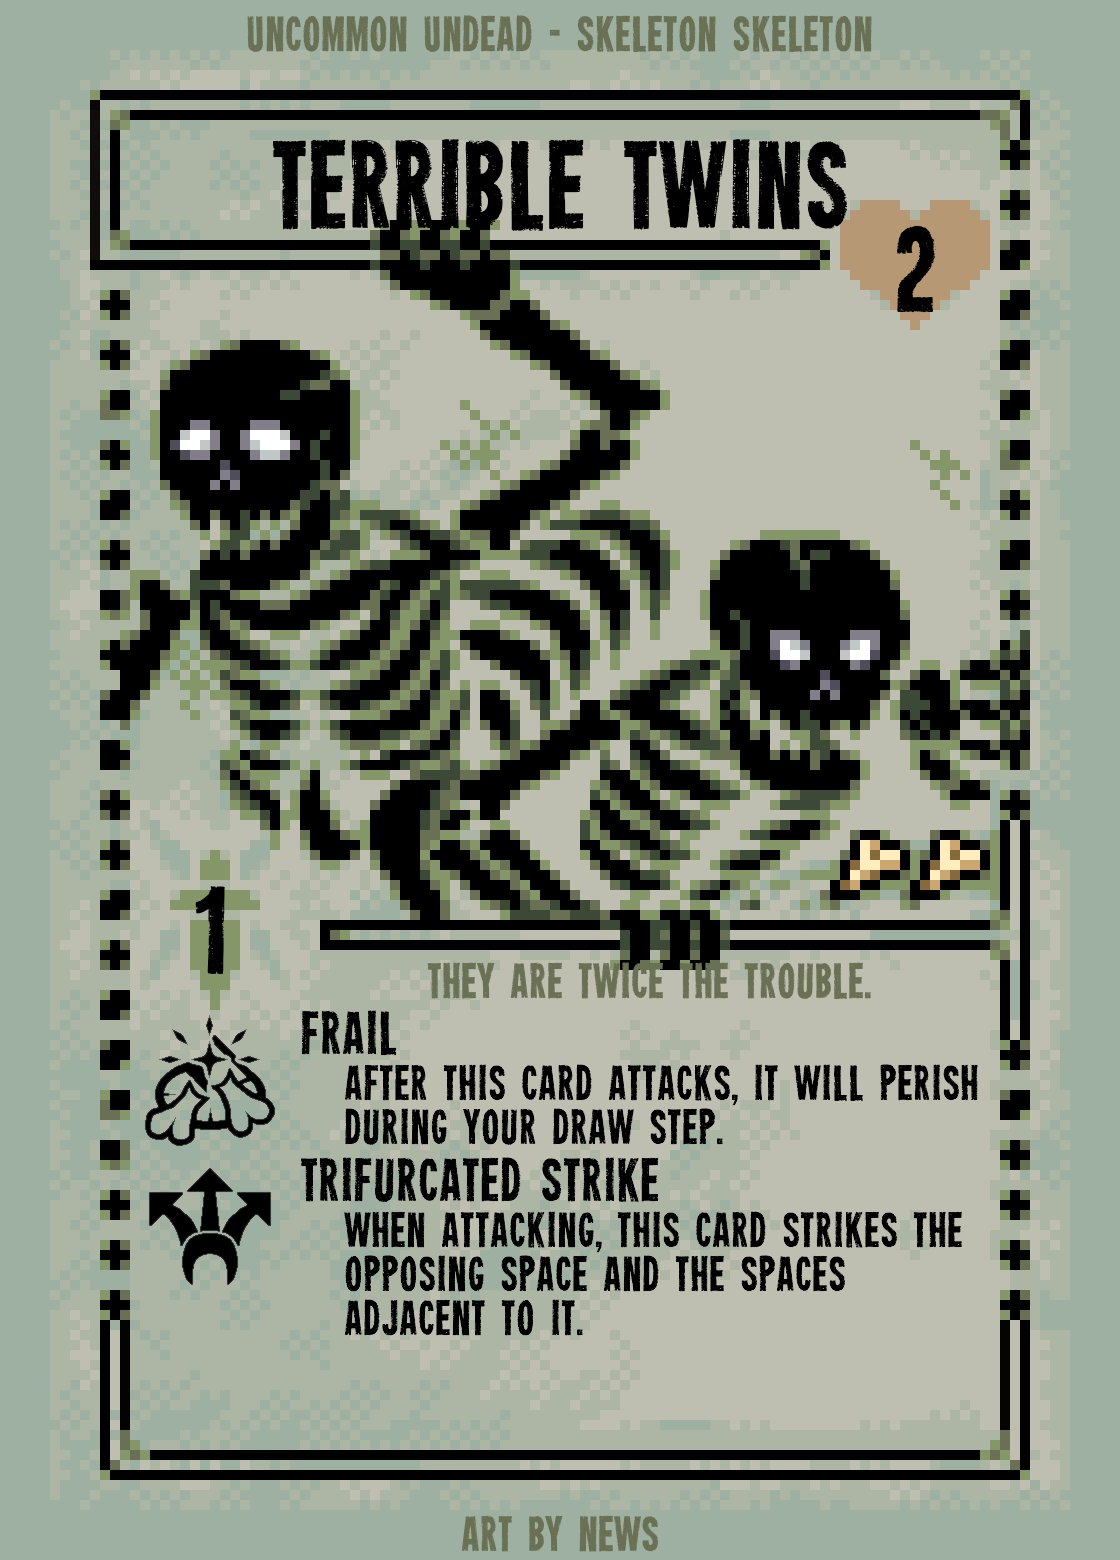 UNCOMMON UNDEAD - SKELETON SKELETON
TERRIBLE TWINS
2
1
THEY ARE TWICE THE TROUBLE.
FRAIL
AFTER THIS CARD ATTACKS, IT WILL PERISH
DURING YOUR DRAW STEP.
TRIFURCATED STRIKE
WHEN ATTACKING, THIS CARD STRIKES THE
OPPOSING SPACE AND THE SPACES
ADJACENT TO IT.
ART BY NEWS